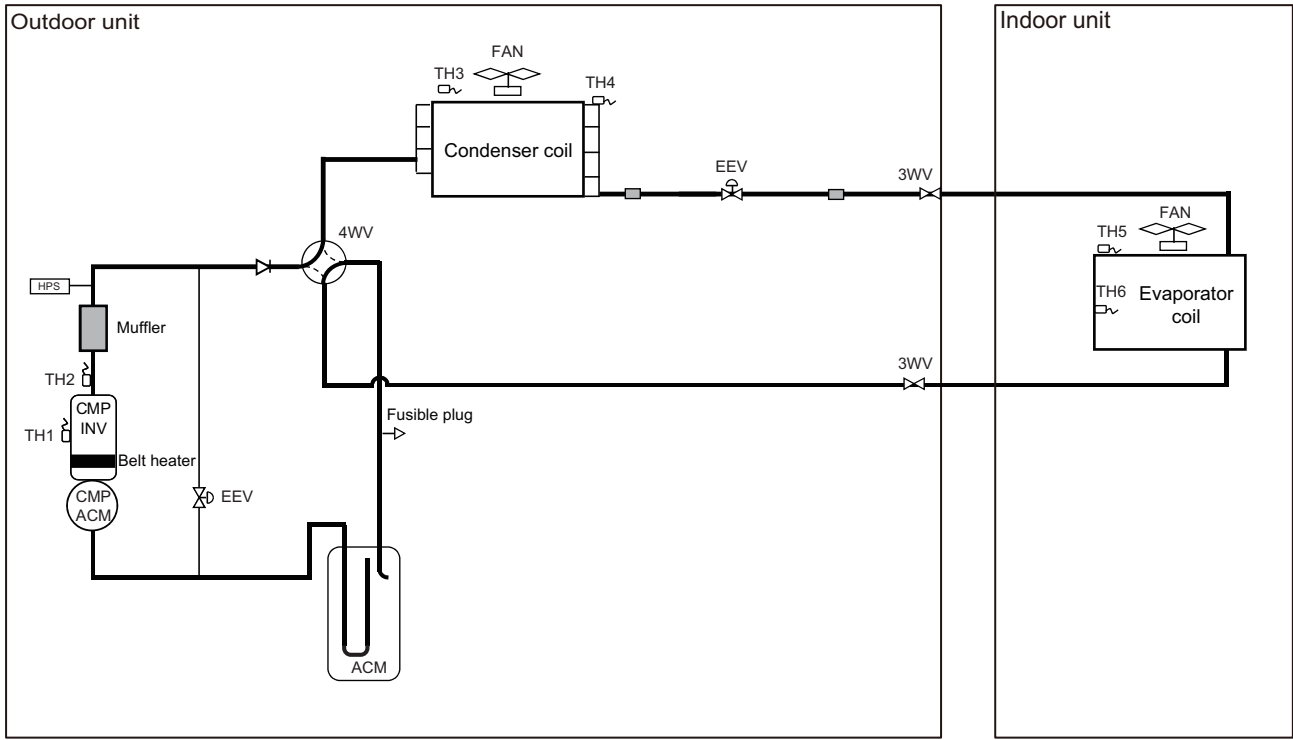 Outdoor unit
Indoor unit
FAN
TH3
TH4
Condenser coil
EEV
3WV
FAN
4WV
TH5
HPS
TH6
Evaporator
coil
Muffler
3WV
TH2
CMP
INV
Fusible plug
TH1
Belt heater
CMP
ACM
EEV
ACM